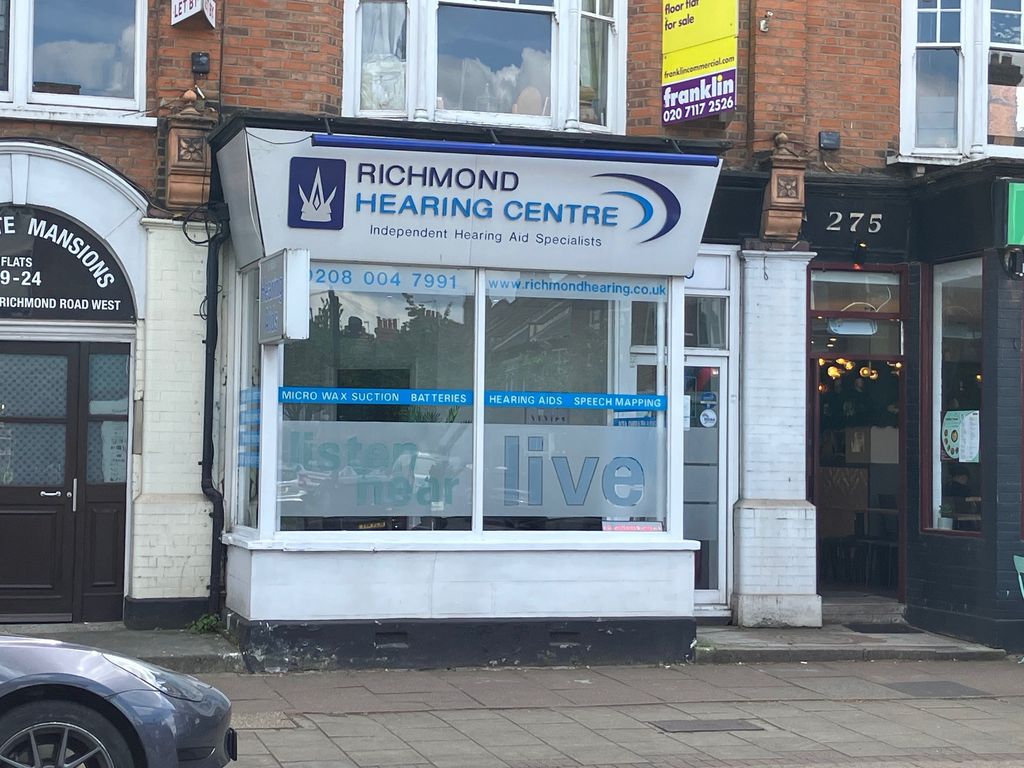 LET BY
floor flat
for sale
franklincommercial.com
franklin
020 7117 2526
RICHMOND
HEARING CENTRE
Independent Hearing Aid Specialists
MANSIONS
FLATS
9-24
RICHMOND ROAD WEST
275
0208 004 7991
www.richmondhearing.co.uk
Hearing
Aids
MICRO WAX SUCTION BATTERIES HEARING AIDS SPEECH MAPPING
listen
hear
live